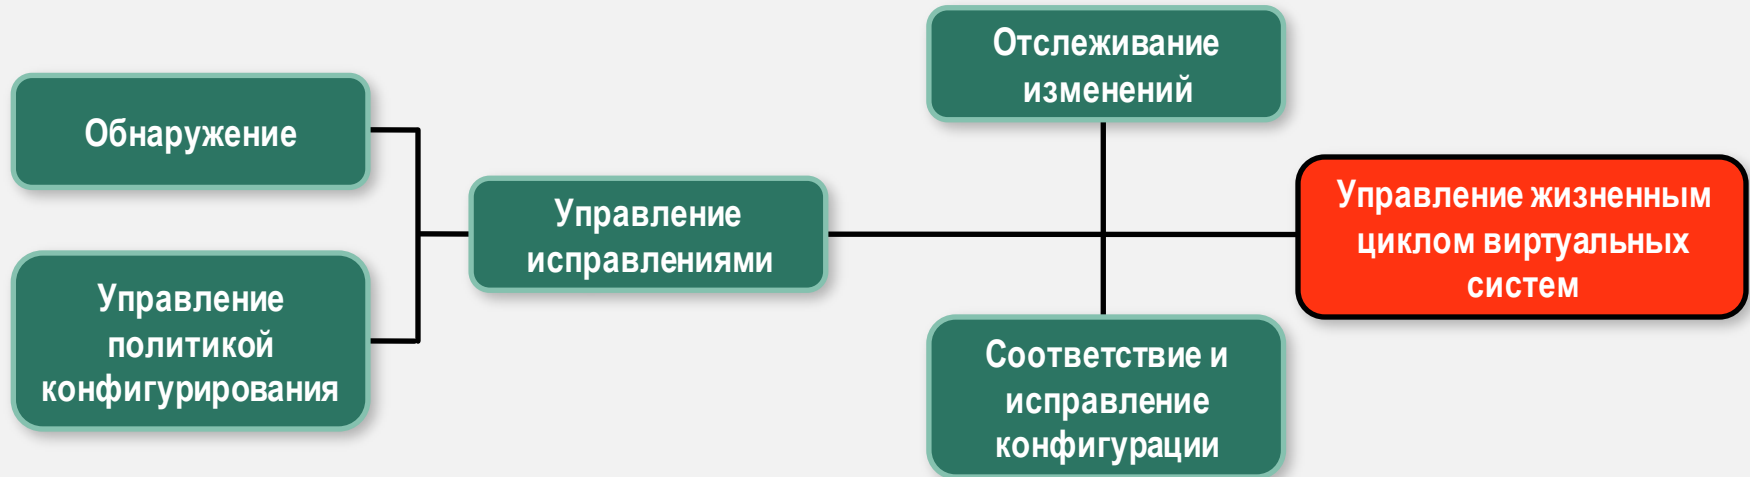 Обнаружение
Управление
политикой
конфигурирования
Управление
исправлениями
Отслеживание
изменений
Соответствие и
исправление
конфигурации
Управление жизненным
циклом виртуальных
систем